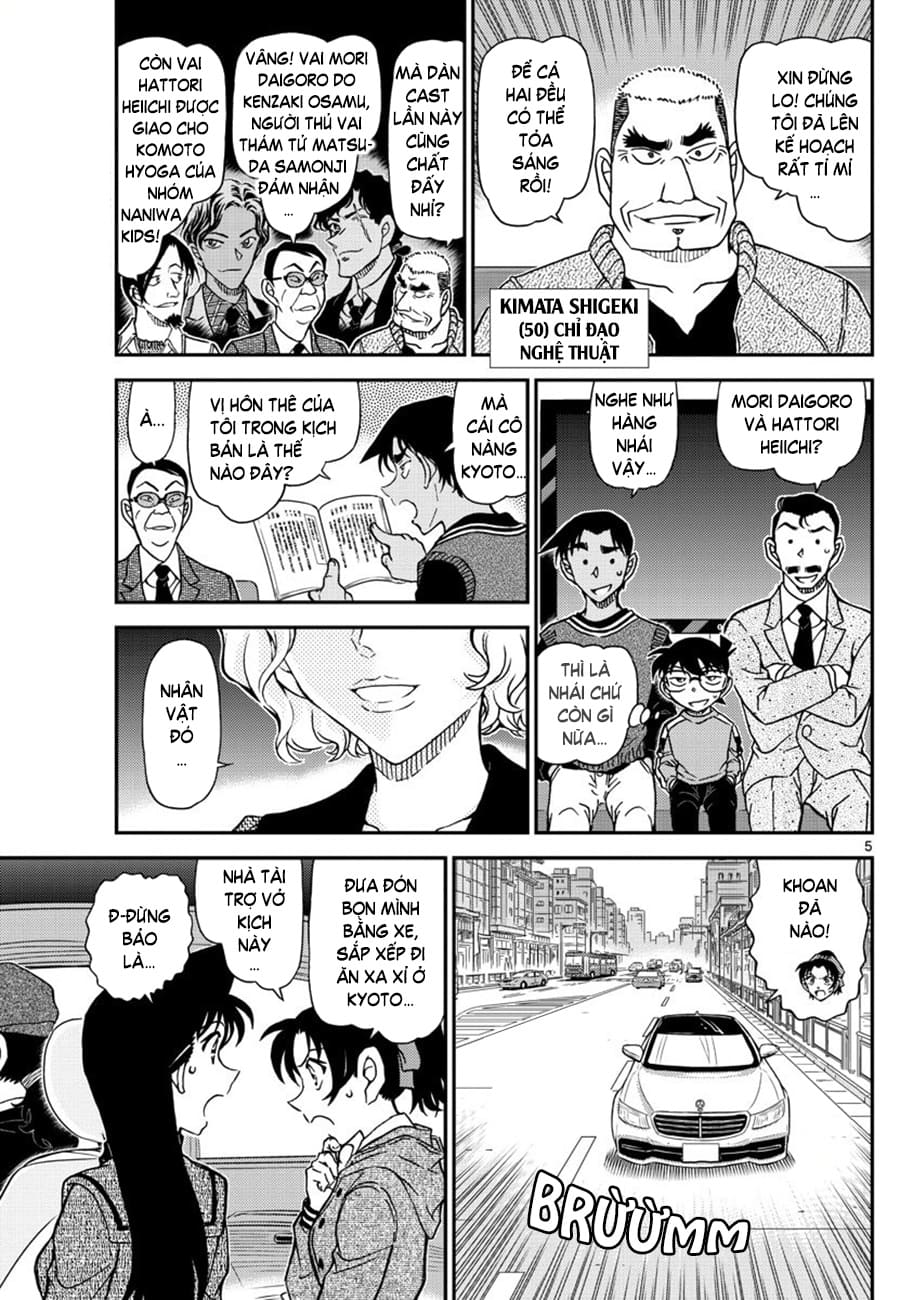 XIN ĐỪNG
LO! CHÚNG
TÔI ĐÃ LÊN
KẾ HOẠCH
RẤT TỈ MỈ
...
ĐỂ CẢ
HAI ĐỀU
CÓ THỂ
TỎA
SÁNG
RỒI!
KIMATA SHIGEKI
(50) CHỈ ĐẠO
NGHỆ THUẬT
MÀ DÀN
CAST
LẦN NÀY
CŨNG
CHẤT
ĐẤY
NHỈ?
VÂNG! VAI MORI
DAIGORO DO
KENZAKI OSAMU,
NGƯỜI THỦ VAI
THÁM TỬ MATSU-
DA SAMONJI
ĐẢM NHẬN
...
CÒN VAI
HATTORI
HEIICHI ĐƯỢC
GIAO CHO
KOMOTO
HYOGA CỦA
NHÓM
NANIWA
KIDS!
MORI DAIGORO
VÀ HATTORI
HEIICHI?
NGHE NHƯ
HÀNG
NHÁI
VẬY...
THÌ LÀ
NHÁI CHỨ
CÒN GÌ
NỮA...
MÀ
CÁI CÔ
NÀNG
KYOTO...
VỊ HÔN THÊ CỦA
TÔI TRONG KỊCH
BẢN LÀ THẾ
NÀO ĐÂY?
À...
NHÂN
VẬT
ĐÓ
...
5
KHOAN
ĐÃ
NÀO!
BRỪỪMM
ĐƯA ĐÓN
BỌN MÌNH
BẰNG XE,
SẮP XẾP ĐI
ĂN XA XỈ Ở
KYOTO...
NHÀ TÀI
TRỢ VỞ
KỊCH NÀY
...
Đ-ĐỪNG
BẢO
LÀ...